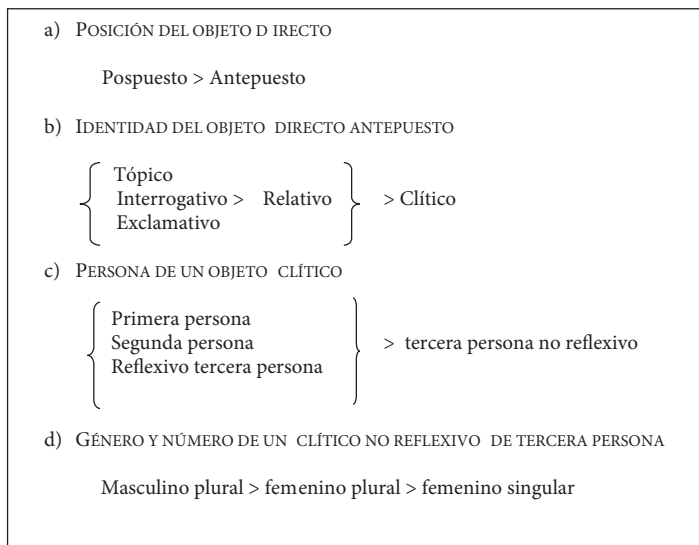 a) POSICIÓN DEL OBJETO D IRECTO
Pospuesto > Antepuesto
b) IDENTIDAD DEL OBJETO DIRECTO ANTEPUESTO
Tópico
Interrogativo > Relativo > Clítico
Exclamativo
c) PERSONA DE UN OBJETO CLÍTICO
Primera persona
Segunda persona > tercera persona no reflexivo
Reflexivo tercera persona
d) GÉNERO Y NÚMERO DE UN CLÍTICO NO REFLEXIVO DE TERCERA PERSONA
Masculino plural > femenino plural > femenino singular